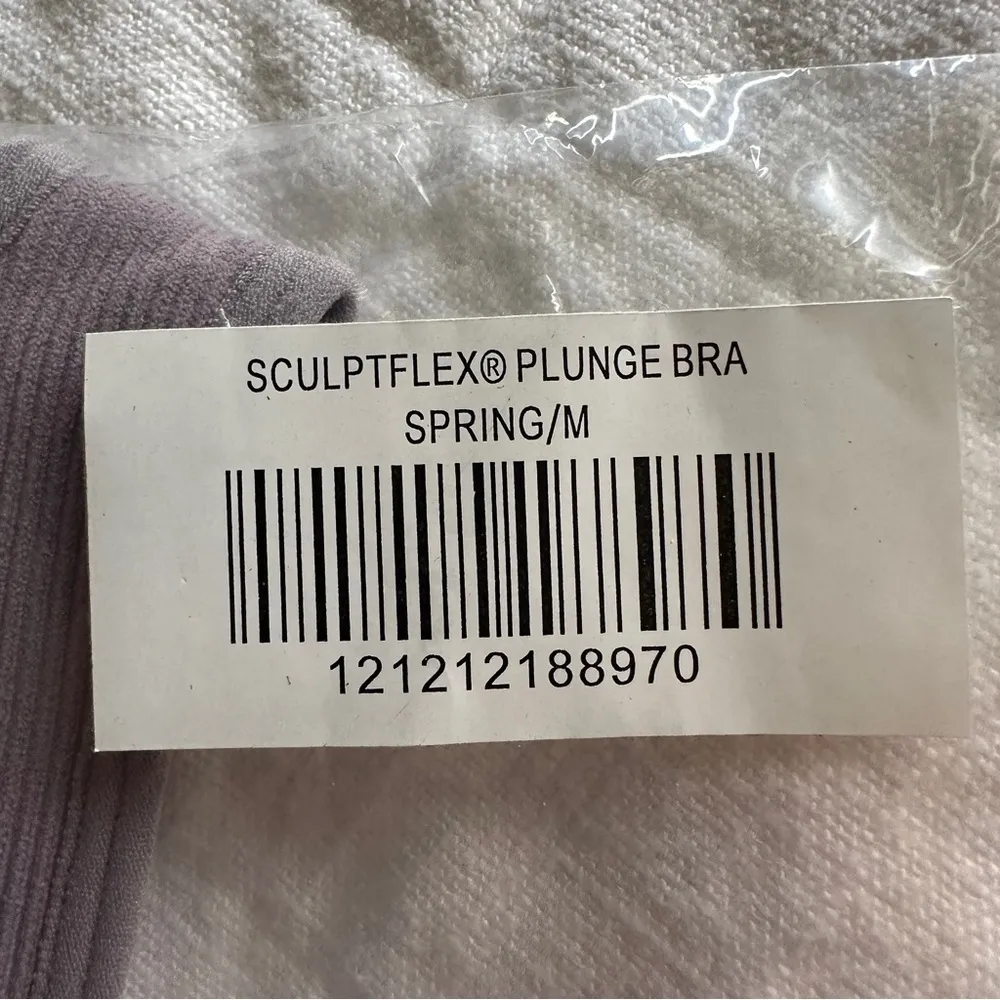 SCULPTFLEX® PLUNGE BRA
SPRING/M
121212188970